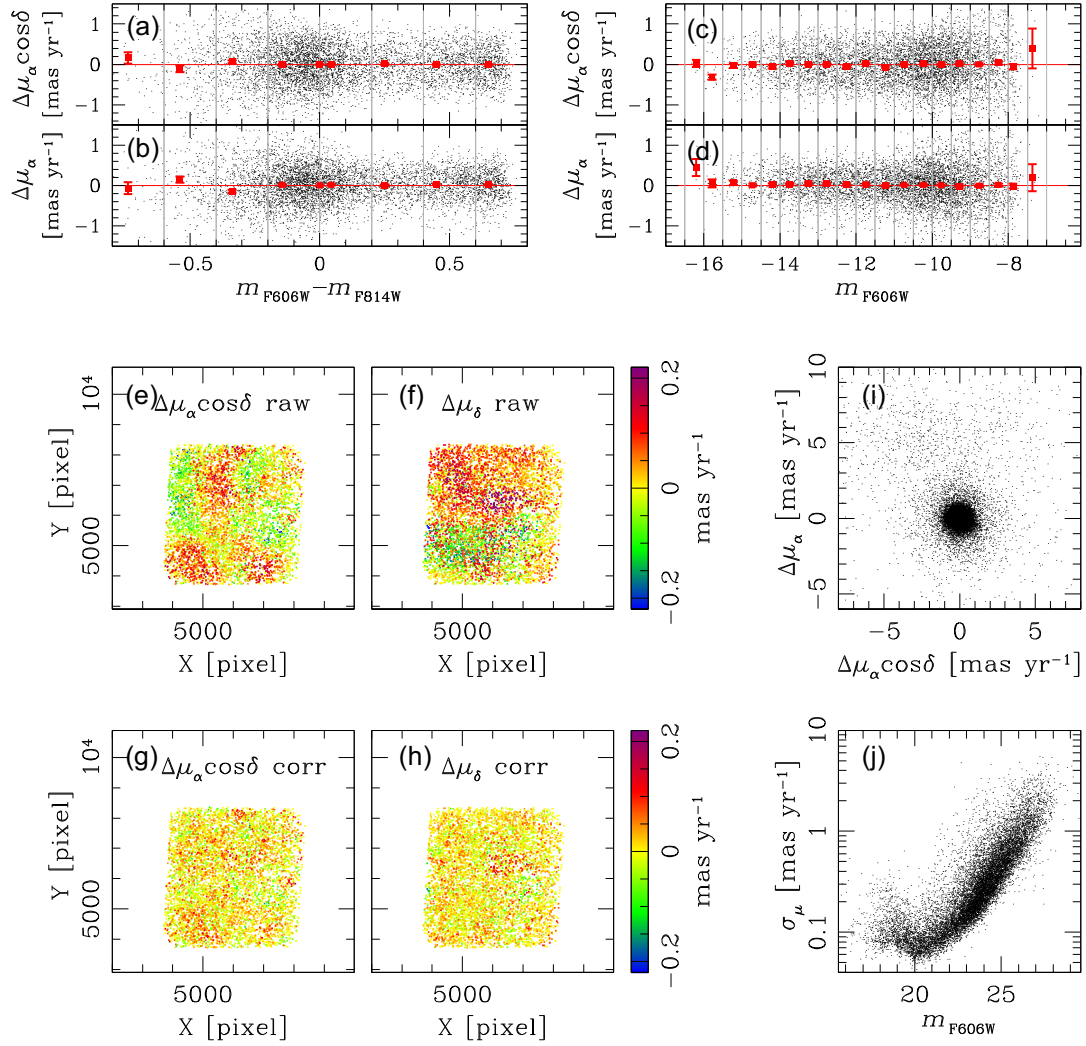 (a) (c)
Δμ_α cosδ [mas yr⁻¹] 1 0 −1
Δμ_α cosδ [mas yr⁻¹] 1 0 −1
(b) (d)
Δμ_α [mas yr⁻¹] 1 0 −1
Δμ_α [mas yr⁻¹] 1 0 −1
−0.5 0 0.5
m_F606W−m_F814W
−16 −14 −12 −10 −8
m_F606W
(e) Δμ_α cosδ raw
(f) Δμ_δ raw
Y [pixel] 5000 10⁴
5000
X [pixel]
5000
X [pixel]
−0.2 0 0.2
mas yr⁻¹
(i)
Δμ_α [mas yr⁻¹]
10 5 0 −5
−5 0 5
Δμ_α cosδ [mas yr⁻¹]
(g) Δμ_α cosδ corr
(h) Δμ_δ corr
Y [pixel] 5000 10⁴
5000
X [pixel]
5000
X [pixel]
−0.2 0 0.2
mas yr⁻¹
(j)
σ_μ [mas yr⁻¹]
10 1 0.1
20 25
m_F606W